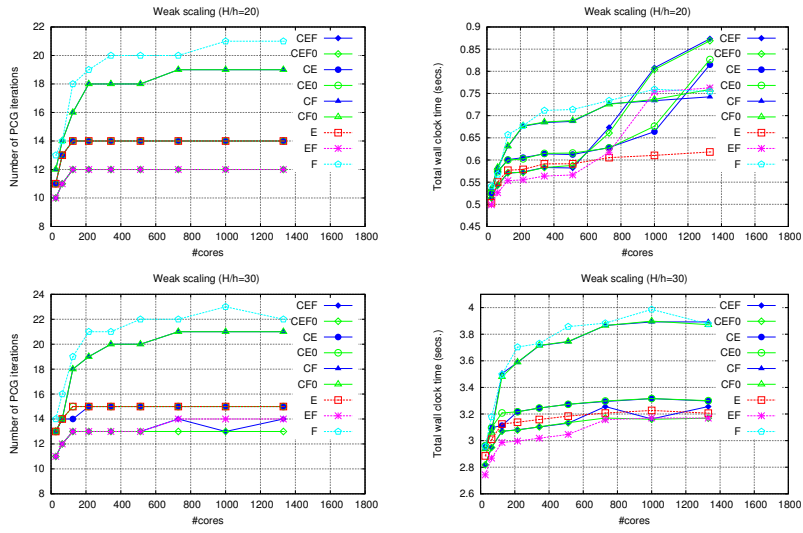 Weak scaling (H/h=20)
Number of PCG iterations
22
20
18
16
14
12
10
8
0 200 400 600 800 1000 1200 1400 1600 1800
#cores
CEF
CEF0
CE
CE0
CF
CF0
E
EF
F
Weak scaling (H/h=20)
Total wall clock time (secs.)
0.9
0.85
0.8
0.75
0.7
0.65
0.6
0.55
0.5
0.45
0 200 400 600 800 1000 1200 1400 1600 1800
#cores
CEF
CEF0
CE
CE0
CF
CF0
E
EF
F
Weak scaling (H/h=30)
Number of PCG iterations
24
22
20
18
16
14
12
10
8
0 200 400 600 800 1000 1200 1400 1600 1800
#cores
CEF
CEF0
CE
CE0
CF
CF0
E
EF
F
Weak scaling (H/h=30)
Total wall clock time (secs.)
4.2
4
3.8
3.6
3.4
3.2
3
2.8
2.6
0 200 400 600 800 1000 1200 1400 1600 1800
#cores
CEF
CEF0
CE
CE0
CF
CF0
E
EF
F